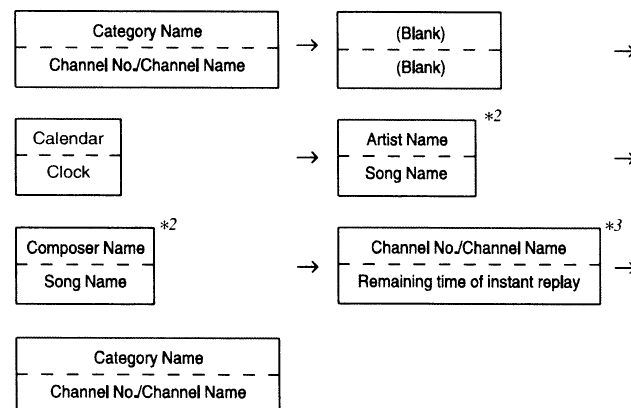 Category Name
Channel No./Channel Name
→
(Blank)
(Blank)
→
Calendar
Clock
→
*2
Artist Name
Song Name
→
*2
Composer Name
Song Name
→
*3
Channel No./Channel Name
Remaining time of instant replay
→
Category Name
Channel No./Channel Name